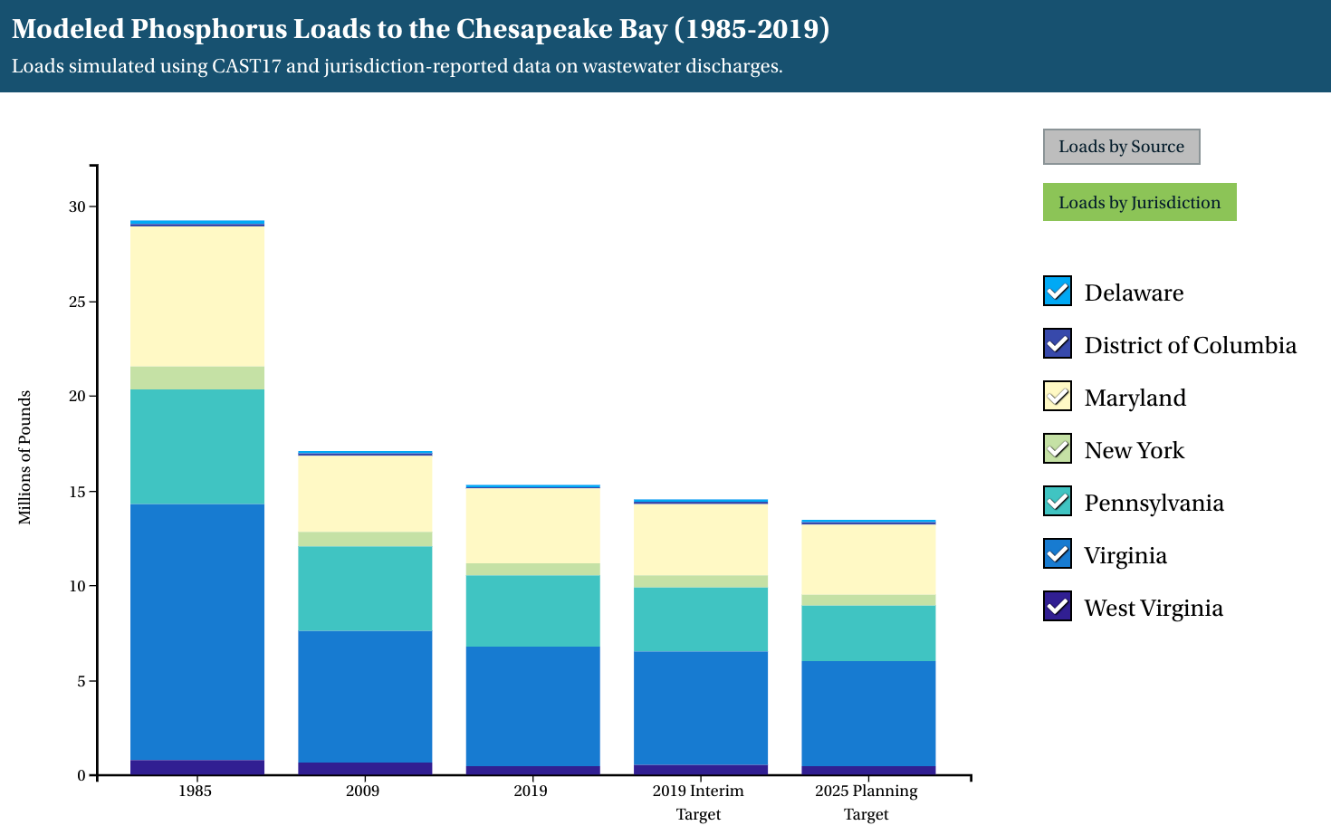 Modeled Phosphorus Loads to the Chesapeake Bay (1985-2019)
Loads simulated using CAST17 and jurisdiction-reported data on wastewater discharges.
Loads by Source
Loads by Jurisdiction
Delaware
District of Columbia
Maryland
New York
Pennsylvania
Virginia
West Virginia
Millions of Pounds
30
25
20
15
10
5
0
1985
2009
2019
2019 Interim
Target
2025 Planning
Target